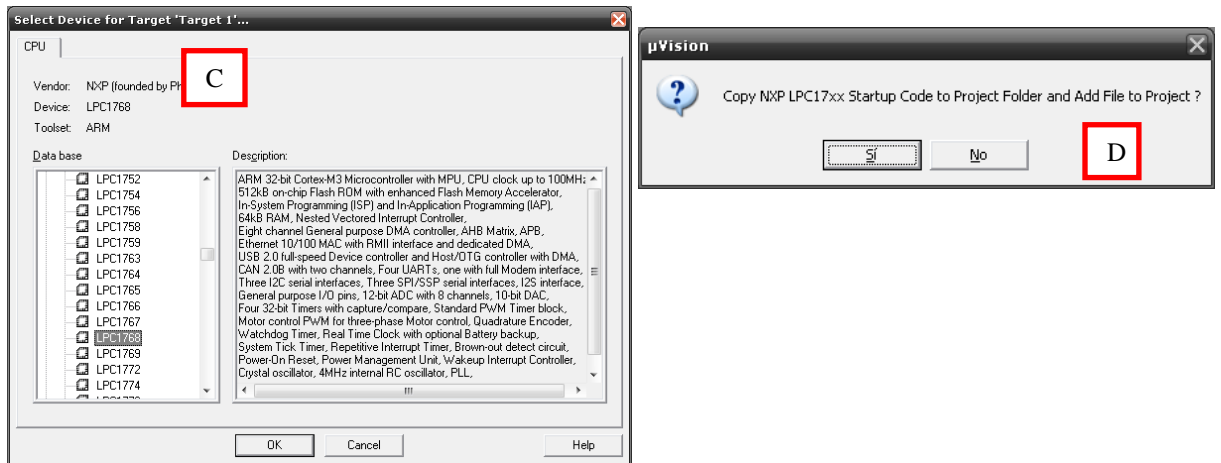 Select Device for Target 'Target 1'...
CPU
C
Vendor: NXP (founded by Ph
Device: LPC1768
Toolset: ARM
Data base
LPC1752
LPC1754
LPC1756
LPC1758
LPC1759
LPC1763
LPC1764
LPC1765
LPC1766
LPC1767
LPC1768
LPC1769
LPC1772
LPC1774
Description:
ARM 32-bit Cortex-M3 Microcontroller with MPU, CPU clock up to 100MHz
512kB on-chip Flash ROM with enhanced Flash Memory Accelerator,
In-System Programming (ISP) and In-Application Programming (IAP),
64kB RAM, Nested Vectored Interrupt Controller,
Eight channel General purpose DMA controller, AHB Matrix, APB,
Ethernet 10/100 MAC with RMII interface and dedicated DMA,
USB 2.0 full-speed Device controller and Host/OTG controller with DMA,
CAN 2.0B with two channels, Four UARTs, one with full Modem interface,
Three I2C serial interfaces, Three SPI/SSP serial interfaces, I2S interface,
General purpose I/O pins, 12-bit ADC with 8 channels, 10-bit DAC,
Four 32-bit Timers with capture/compare, Standard PWM Timer block,
Motor control PWM for three-phase Motor control, Quadrature Encoder,
Watchdog Timer, Real Time Clock with optional Battery backup,
System Tick Timer, Repetitive Interrupt Timer, Brown-out detect circuit,
Power-On Reset, Power Management Unit, Wakeup Interrupt Controller,
Crystal oscillator, 4MHz internal RC oscillator, PLL,
OK Cancel Help
µVision
Copy NXP LPC17xx Startup Code to Project Folder and Add File to Project ?
Sí No
D